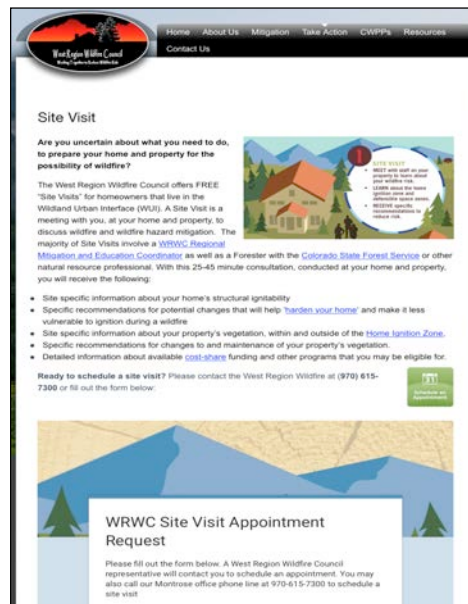 Home About Us Mitigation Take Action CWPPs Resources
Contact Us
West Region Wildfire Council
Working Together to Reduce Wildfire Risk
Site Visit
Are you uncertain about what you need to do,
to prepare your home and property for the
possibility of wildfire?
1
SITE VISIT
• MEET with staff on your
property to learn about
your wildfire risk.
• LEARN about the home
ignition zone and
defensible space zones.
• RECEIVE specific
recommendations to
reduce risk.
The West Region Wildfire Council offers FREE
"Site Visits" for homeowners that live in the
Wildland Urban Interface (WUI). A Site Visit is a
meeting with you, at your home and property, to
discuss wildfire and wildfire hazard mitigation. The
majority of Site Visits involve a WRWC Regional
Mitigation and Education Coordinator as well as a Forester with the Colorado State Forest Service or other
natural resource professional. With this 25-45 minute consultation, conducted at your home and property,
you will receive the following:
• Site specific information about your home's structural ignitability
• Specific recommendations for potential changes that will help 'harden your home' and make it less
vulnerable to ignition during a wildfire
• Site specific information about your property's vegetation, within and outside of the Home Ignition Zone.
• Specific recommendations for changes to and maintenance of your property's vegetation.
• Detailed information about available cost-share funding and other programs that you may be eligible for.
Ready to schedule a site visit? Please contact the West Region Wildfire at (970) 615-
7300 or fill out the form below:
31
Schedule an
Appointment
WRWC Site Visit Appointment
Request
Please fill out the form below. A West Region Wildfire Council
representative will contact you to schedule an appointment. You may
also call our Montrose office phone line at 970-615-7300 to schedule a
site visit